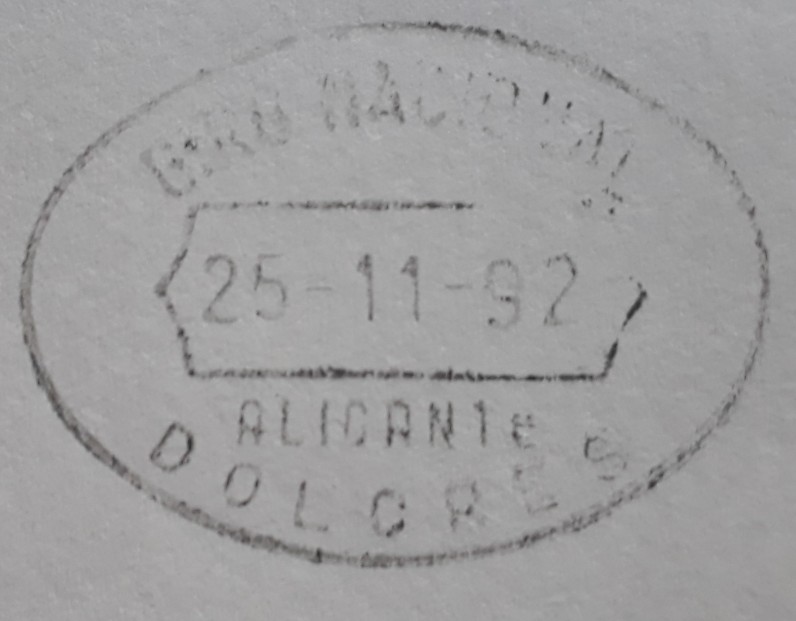 GIRO NACIONAL
25-11-92
ALICANTe
DOLORES